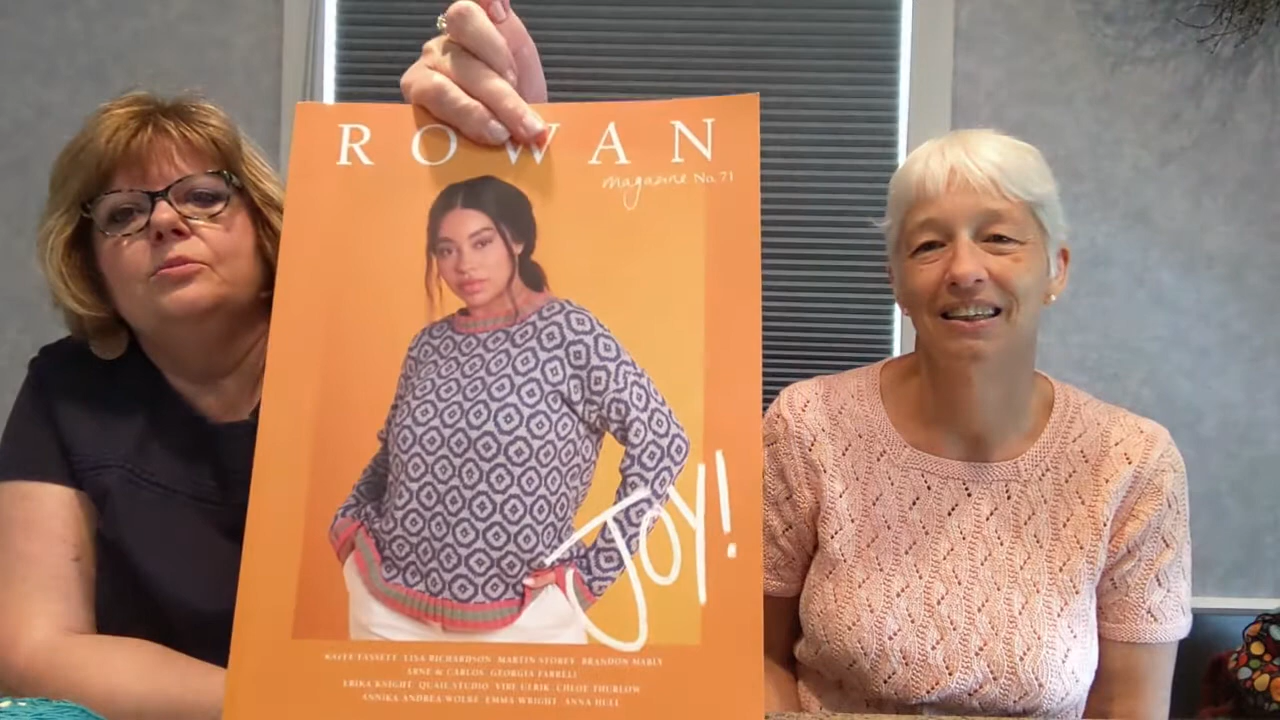 ROWAN
magazine No. 71
JOY!
KAFFE FASSETT LISA RICHARDSON MARTIN STOREY BRANDON MABLY
ARNE & CARLOS GEORGIA FARRELL
ERIKA KNIGHT QUAIL STUDIO VIBE ULRIK CHLOE THURLOW
ANNIKA ANDREA WOLKE EMMA WRIGHT ANNA HULL